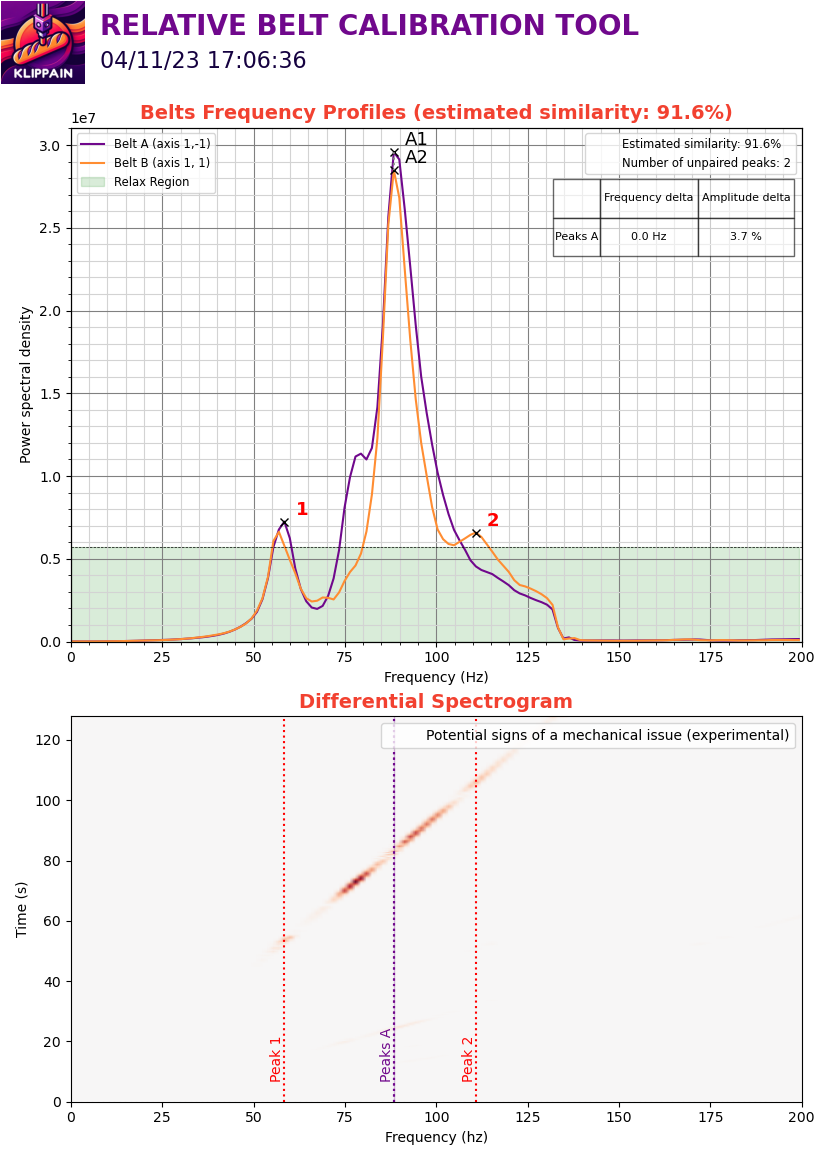 KLIPPAIN
RELATIVE BELT CALIBRATION TOOL
04/11/23 17:06:36
Belts Frequency Profiles (estimated similarity: 91.6%)
1e7
Belt A (axis 1,-1)
Belt B (axis 1, 1)
Relax Region
Estimated similarity: 91.6%
Number of unpaired peaks: 2
Frequency delta Amplitude delta
Peaks A 0.0 Hz 3.7 %
A1
A2
1
2
Power spectral density
3.0
2.5
2.0
1.5
1.0
0.5
0.0
0 25 50 75 100 125 150 175 200
Frequency (Hz)
Differential Spectrogram
Potential signs of a mechanical issue (experimental)
Time (s)
120
100
80
60
40
20
0
Peak 1
Peaks A
Peak 2
0 25 50 75 100 125 150 175 200
Frequency (hz)